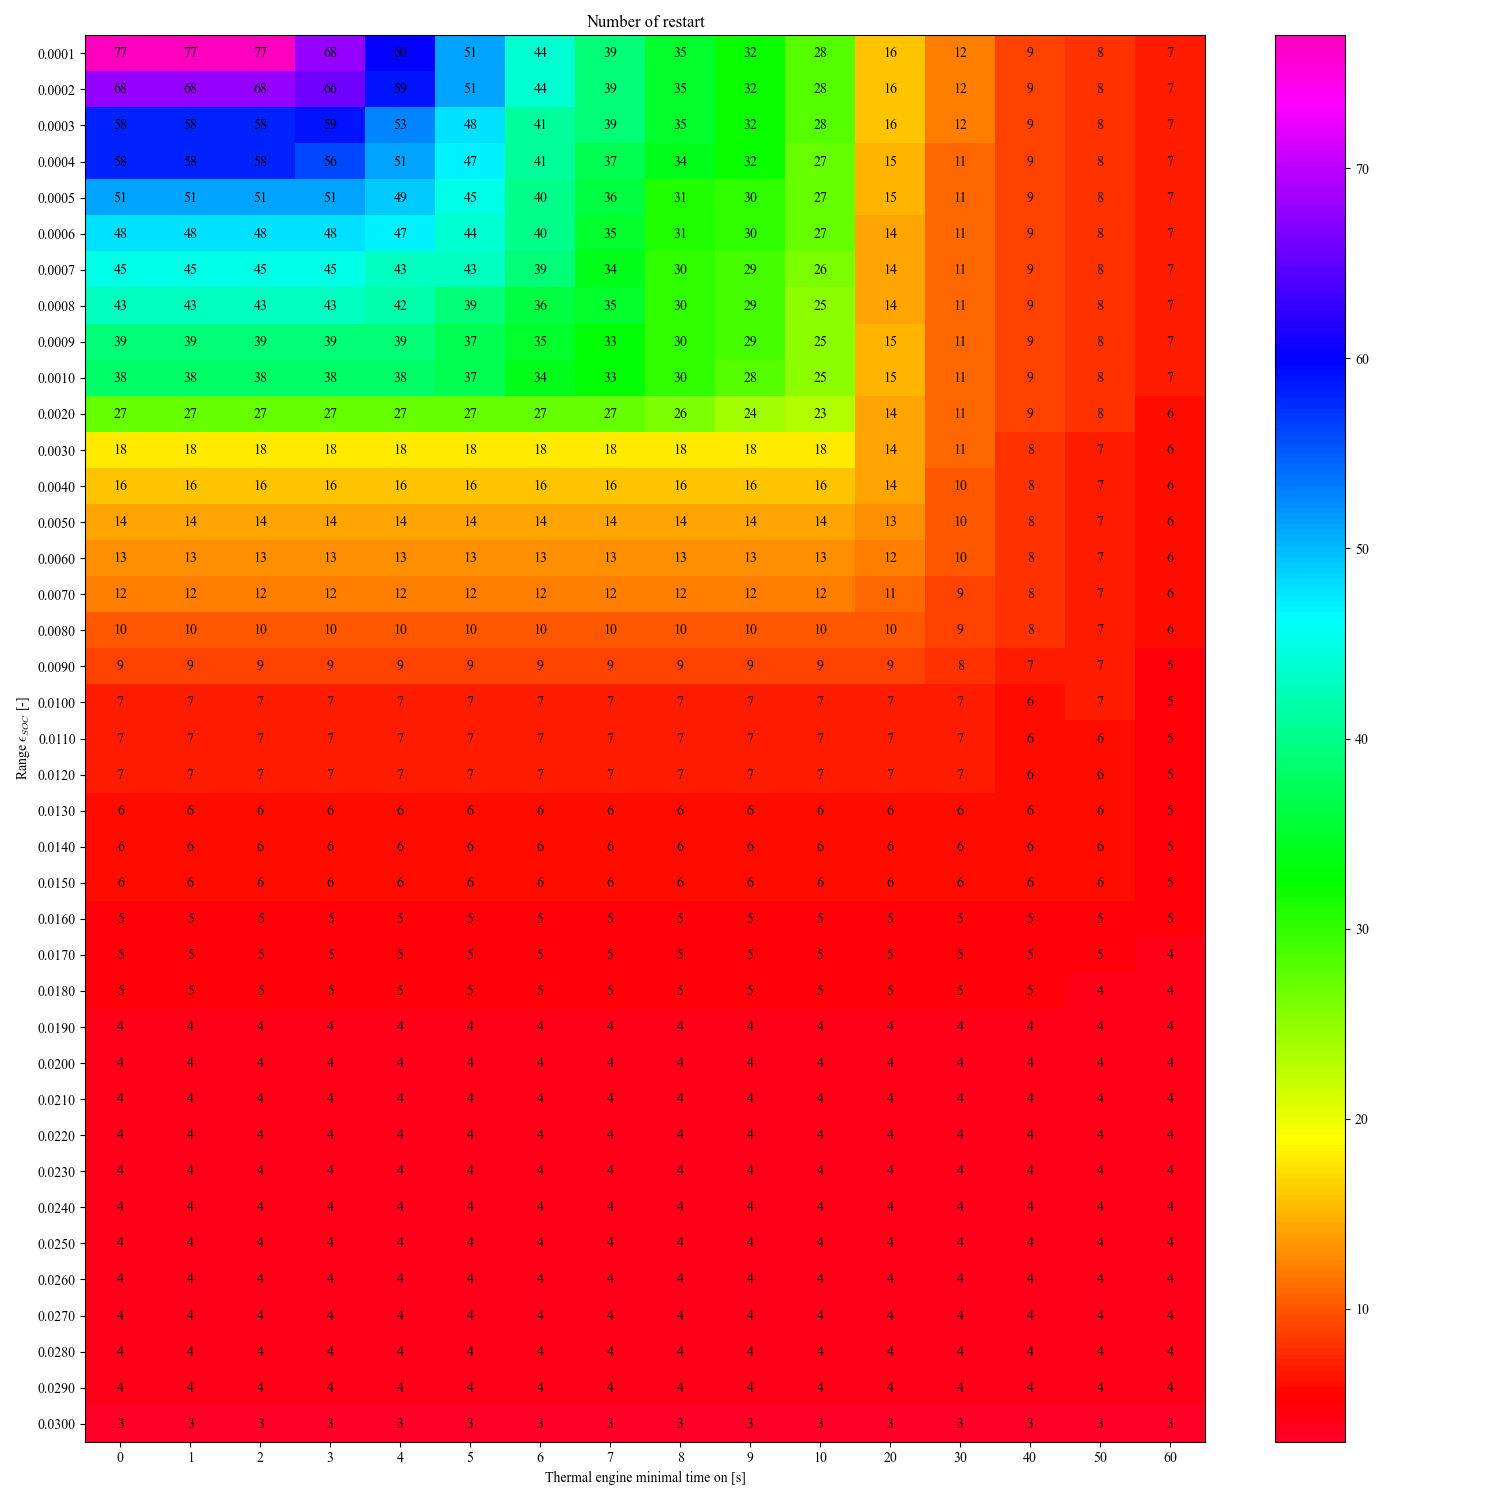 Number of restart
0.0001 77 77 77 68 60 51 44 39 35 32 28 16 12 9 8 7
0.0002 68 68 68 66 59 51 44 39 35 32 28 16 12 9 8 7
0.0003 58 58 58 59 53 48 41 39 35 32 28 16 12 9 8 7
0.0004 58 58 58 56 51 47 41 37 34 32 27 15 11 9 8 7
70
0.0005 51 51 51 51 49 45 40 36 31 30 27 15 11 9 8 7
0.0006 48 48 48 48 47 44 40 35 31 30 27 14 11 9 8 7
0.0007 45 45 45 45 43 43 39 34 30 29 26 14 11 9 8 7
0.0008 43 43 43 43 42 39 36 35 30 29 25 14 11 9 8 7
0.0009 39 39 39 39 39 37 35 33 30 29 25 15 11 9 8 7
60
0.0010 38 38 38 38 38 37 34 33 30 28 25 15 11 9 8 7
0.0020 27 27 27 27 27 27 27 27 26 24 23 14 11 9 8 6
0.0030 18 18 18 18 18 18 18 18 18 18 18 14 11 8 7 6
0.0040 16 16 16 16 16 16 16 16 16 16 16 14 10 8 7 6
0.0050 14 14 14 14 14 14 14 14 14 14 14 13 10 8 7 6
50
0.0060 13 13 13 13 13 13 13 13 13 13 13 12 10 8 7 6
0.0070 12 12 12 12 12 12 12 12 12 12 12 11 9 8 7 6
0.0080 10 10 10 10 10 10 10 10 10 10 10 10 9 8 7 6
0.0090 9 9 9 9 9 9 9 9 9 9 9 9 8 7 7 5
0.0100 7 7 7 7 7 7 7 7 7 7 7 7 7 6 7 5
Range ϵ_SOC [-]
0.0110 7 7 7 7 7 7 7 7 7 7 7 7 7 6 6 5
40
0.0120 7 7 7 7 7 7 7 7 7 7 7 7 7 6 6 5
0.0130 6 6 6 6 6 6 6 6 6 6 6 6 6 6 6 5
0.0140 6 6 6 6 6 6 6 6 6 6 6 6 6 6 6 5
0.0150 6 6 6 6 6 6 6 6 6 6 6 6 6 6 6 5
0.0160 5 5 5 5 5 5 5 5 5 5 5 5 5 5 5 5
30
0.0170 5 5 5 5 5 5 5 5 5 5 5 5 5 5 5 4
0.0180 5 5 5 5 5 5 5 5 5 5 5 5 5 5 4 4
0.0190 4 4 4 4 4 4 4 4 4 4 4 4 4 4 4 4
0.0200 4 4 4 4 4 4 4 4 4 4 4 4 4 4 4 4
0.0210 4 4 4 4 4 4 4 4 4 4 4 4 4 4 4 4
20
0.0220 4 4 4 4 4 4 4 4 4 4 4 4 4 4 4 4
0.0230 4 4 4 4 4 4 4 4 4 4 4 4 4 4 4 4
0.0240 4 4 4 4 4 4 4 4 4 4 4 4 4 4 4 4
0.0250 4 4 4 4 4 4 4 4 4 4 4 4 4 4 4 4
0.0260 4 4 4 4 4 4 4 4 4 4 4 4 4 4 4 4
10
0.0270 4 4 4 4 4 4 4 4 4 4 4 4 4 4 4 4
0.0280 4 4 4 4 4 4 4 4 4 4 4 4 4 4 4 4
0.0290 4 4 4 4 4 4 4 4 4 4 4 4 4 4 4 4
0.0300 3 3 3 3 3 3 3 3 3 3 3 3 3 3 3 3
0 1 2 3 4 5 6 7 8 9 10 20 30 40 50 60
Thermal engine minimal time on [s]